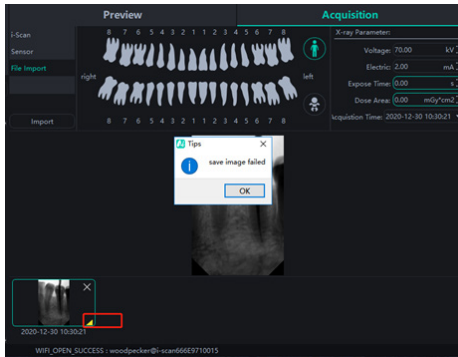 Preview Acquisition
i-Scan
Sensor
File Import
Import
8 7 6 5 4 3 2 1 1 2 3 4 5 6 7 8
right left
8 7 6 5 4 3 2 1 1 2 3 4 5 6 7 8
X-ray Parameter:
Voltage: 70.00 kV
Electric: 2.00 mA
Expose Time: 0.00 s
Dose Area: 0.00 mGy*cm2
Acquistion Time: 2020-12-30 10:30:21
Tips
save image failed
OK
2020-12-30 10:30:21
WIFI_OPEN_SUCCESS : woodpecker@i-scan666E9710015